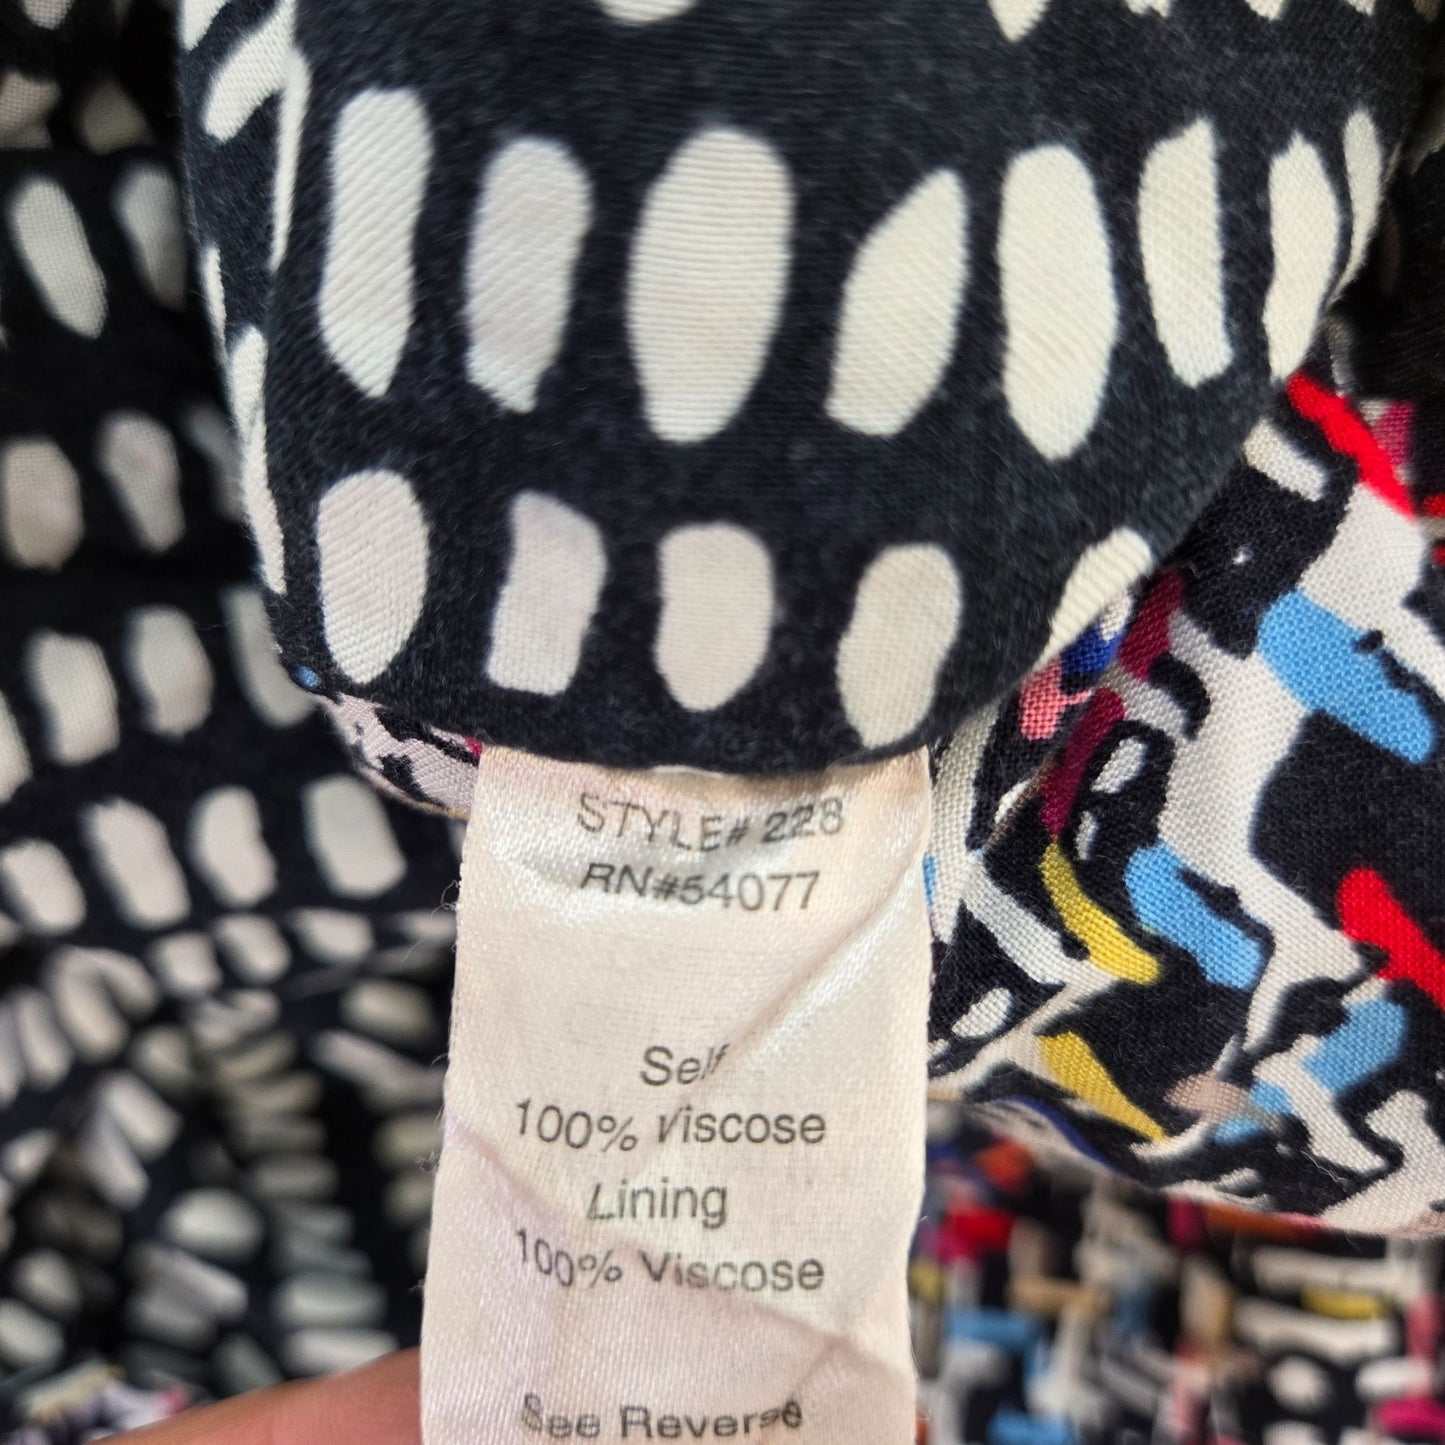 STYLE# 228
RN#54077
Self
100% Viscose
Lining
100% Viscose
See Reverse